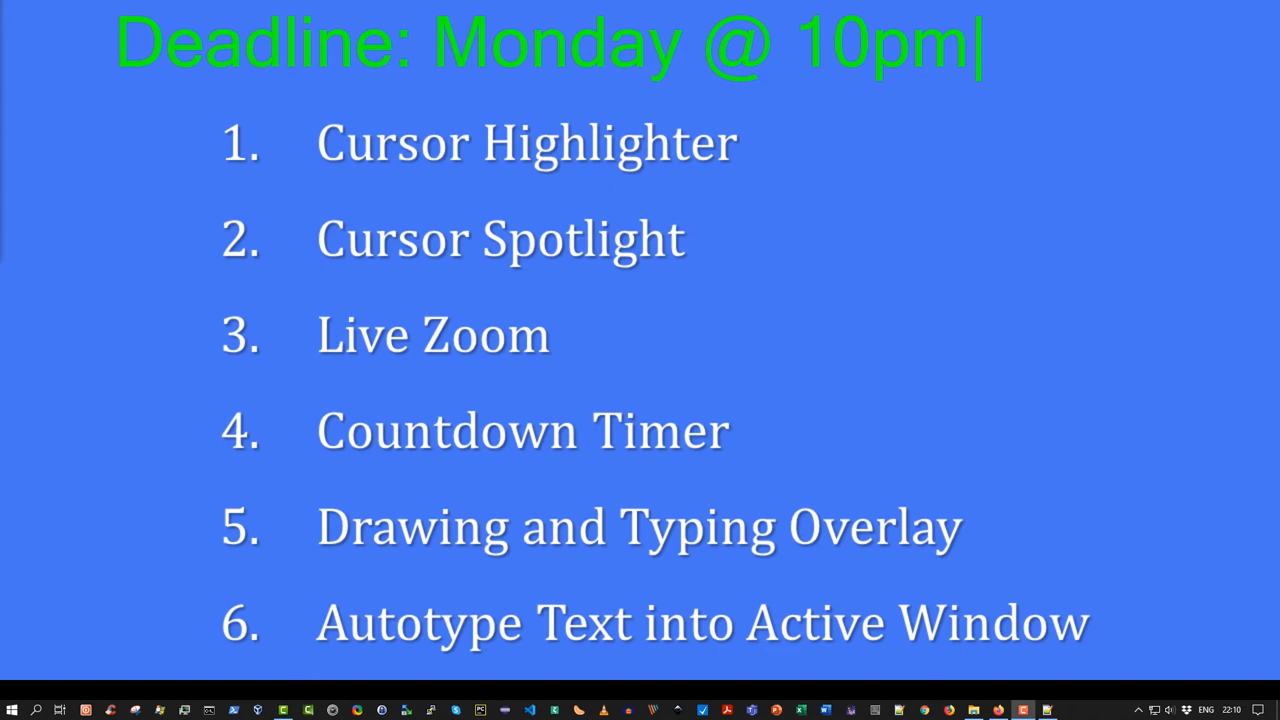 Deadline: Monday @ 10pm
1. Cursor Highlighter
2. Cursor Spotlight
3. Live Zoom
4. Countdown Timer
5. Drawing and Typing Overlay
6. Autotype Text into Active Window
ENG 22:10